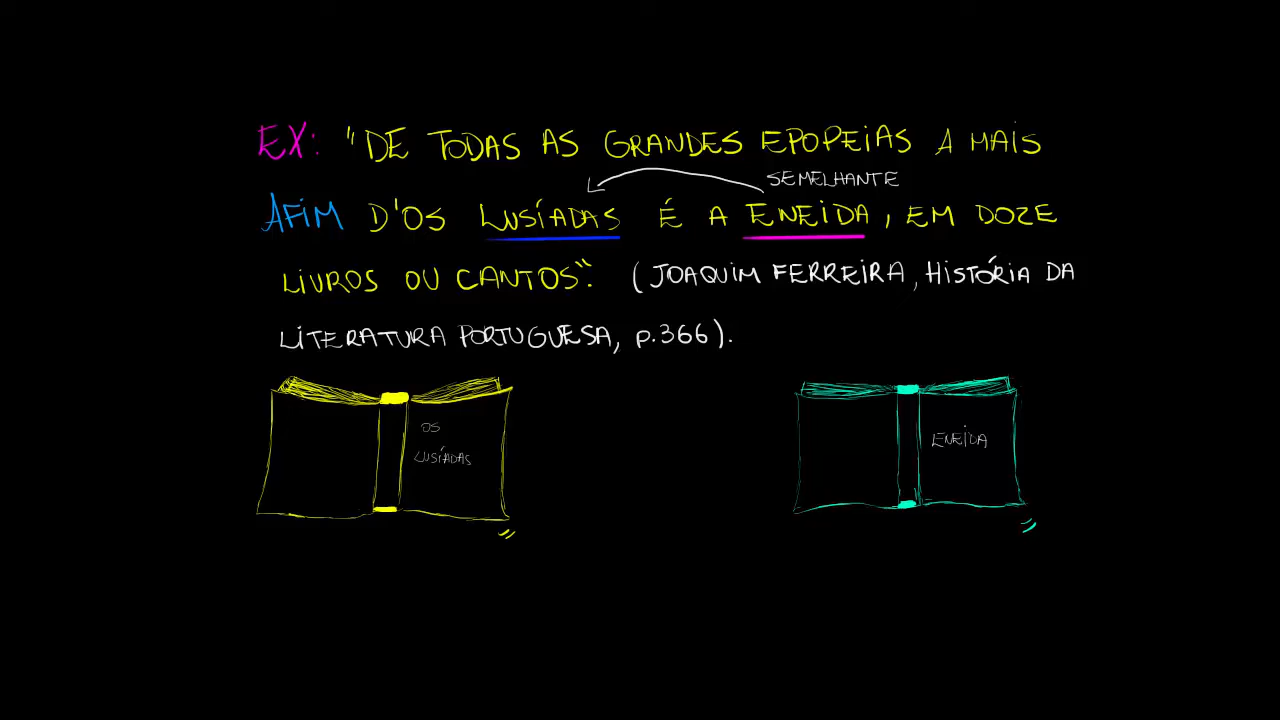 EX: "DE TODAS AS GRANDES EPOPEIAS A MAIS
SEMELHANTE
AFIM D'OS LUSÍADAS É A ENEIDA, EM DOZE
LIVROS OU CANTOS". (JOAQUIM FERREIRA, HISTÓRIA DA
LITERATURA PORTUGUESA, p.366).
OS
LUSÍADAS
ENEIDA